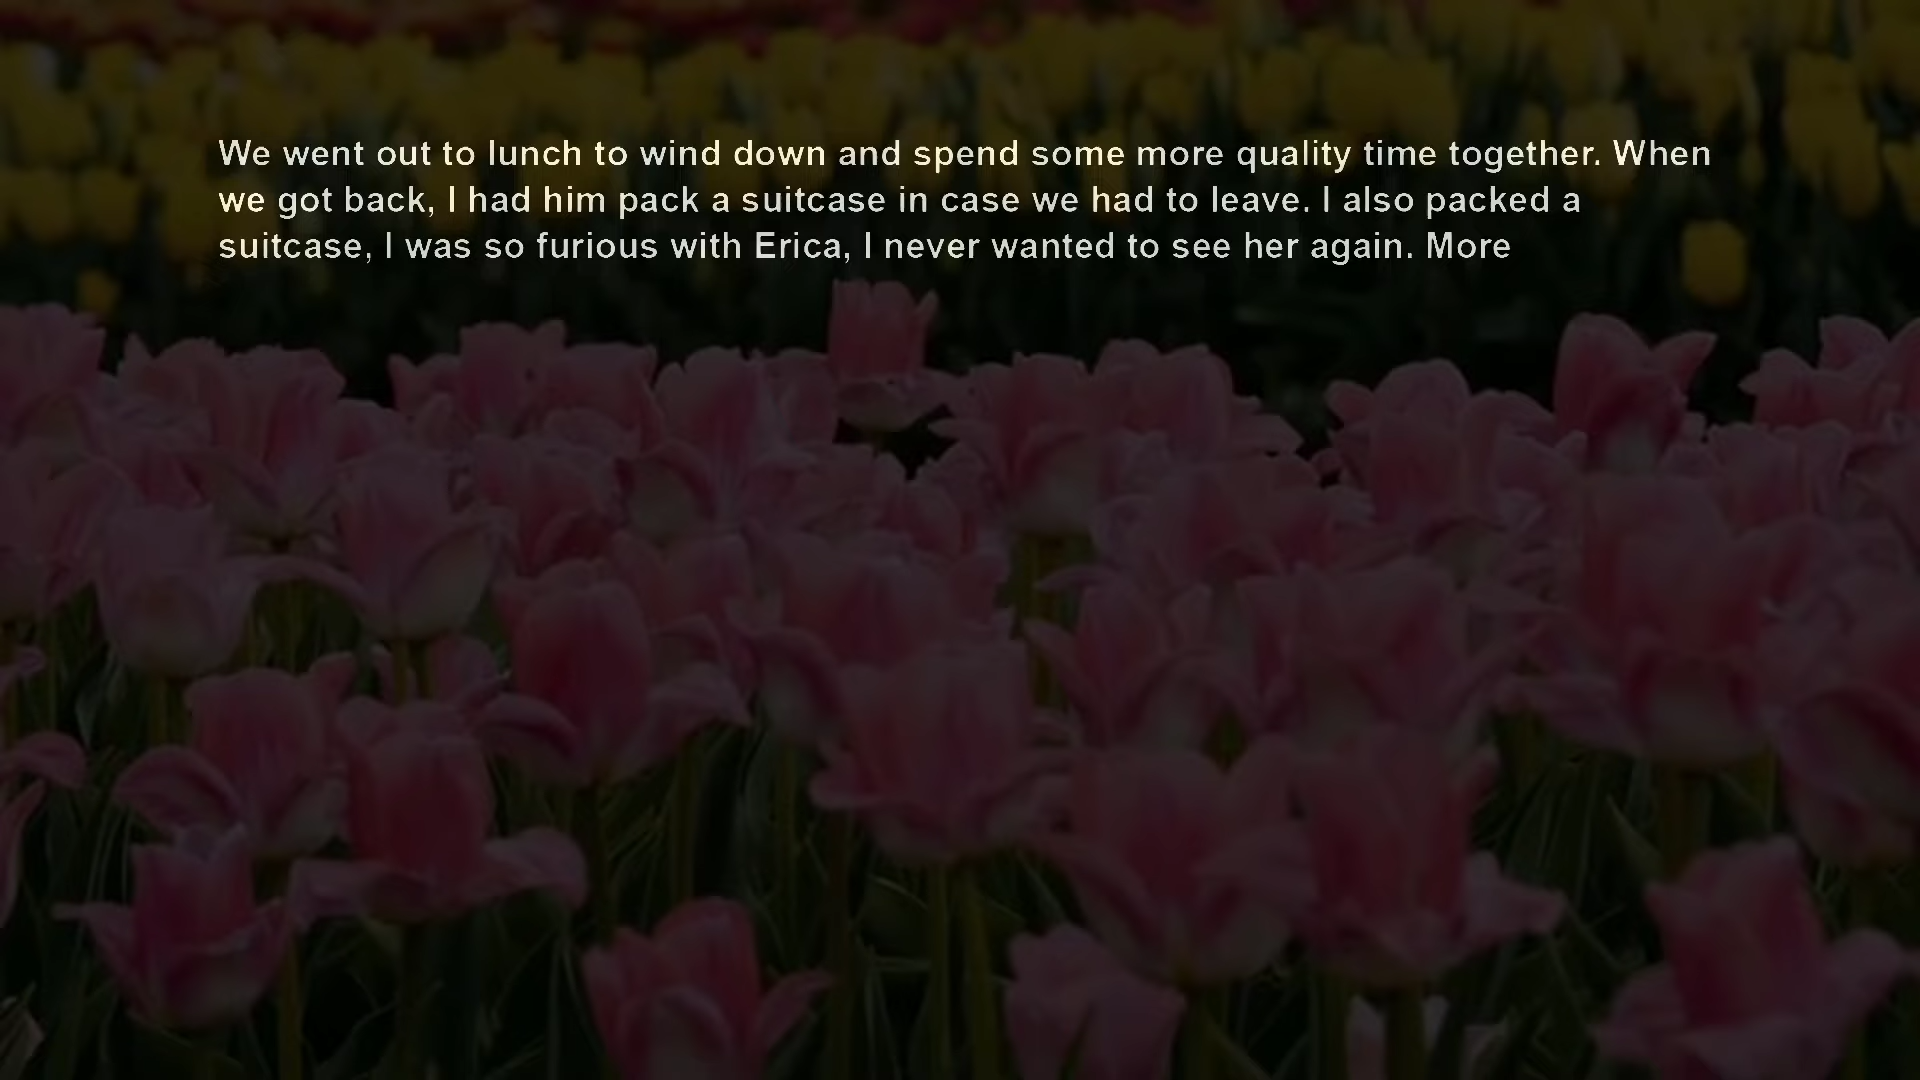 We went out to lunch to wind down and spend some more quality time together. When
we got back, I had him pack a suitcase in case we had to leave. I also packed a
suitcase, I was so furious with Erica, I never wanted to see her again. More